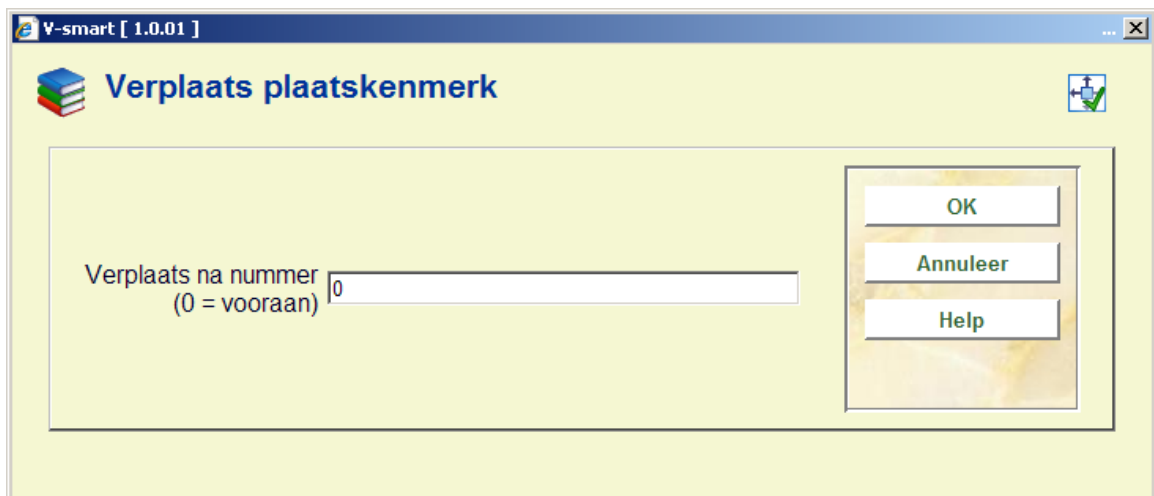 V-smart [ 1.0.01 ]
...
Verplaats plaatskenmerk
OK
Verplaats na nummer
(0 = vooraan)
0
Annuleer
Help